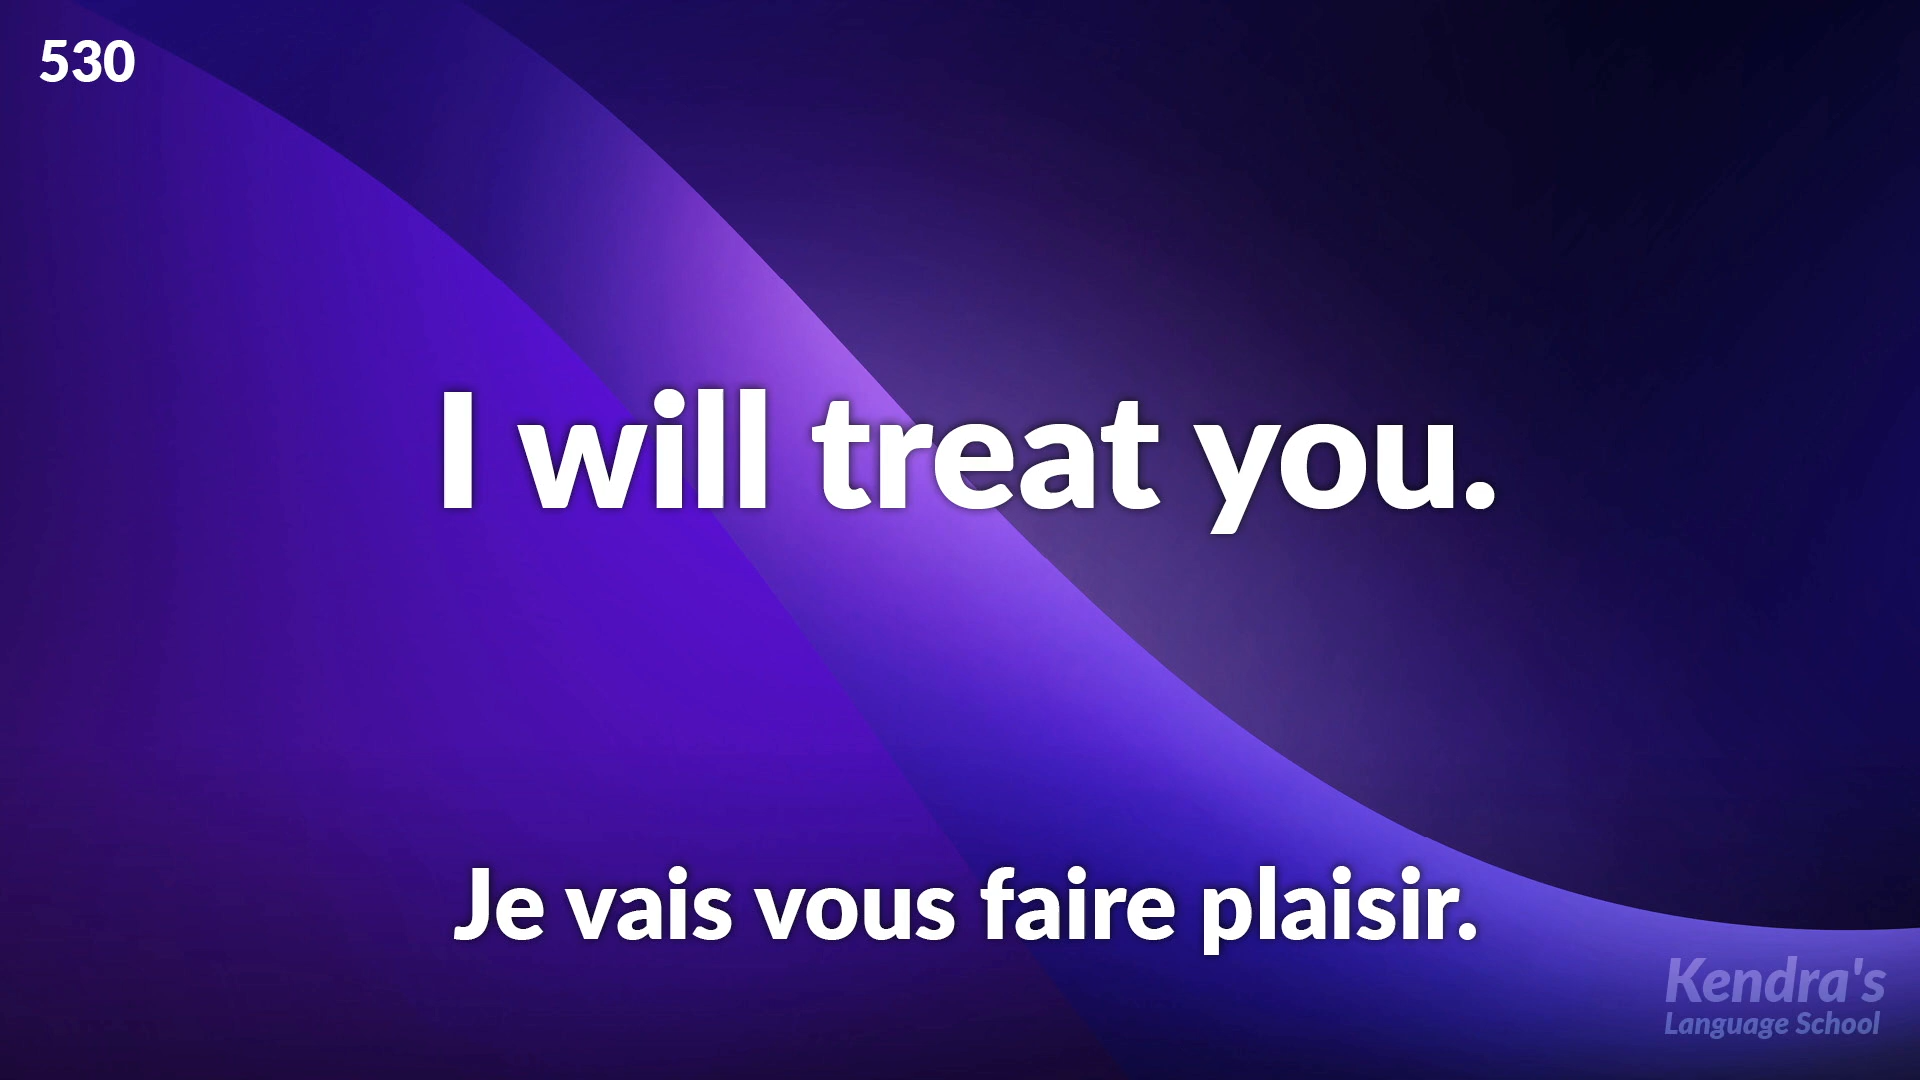 530
I will treat you.
Je vais vous faire plaisir.
Kendra's
Language School